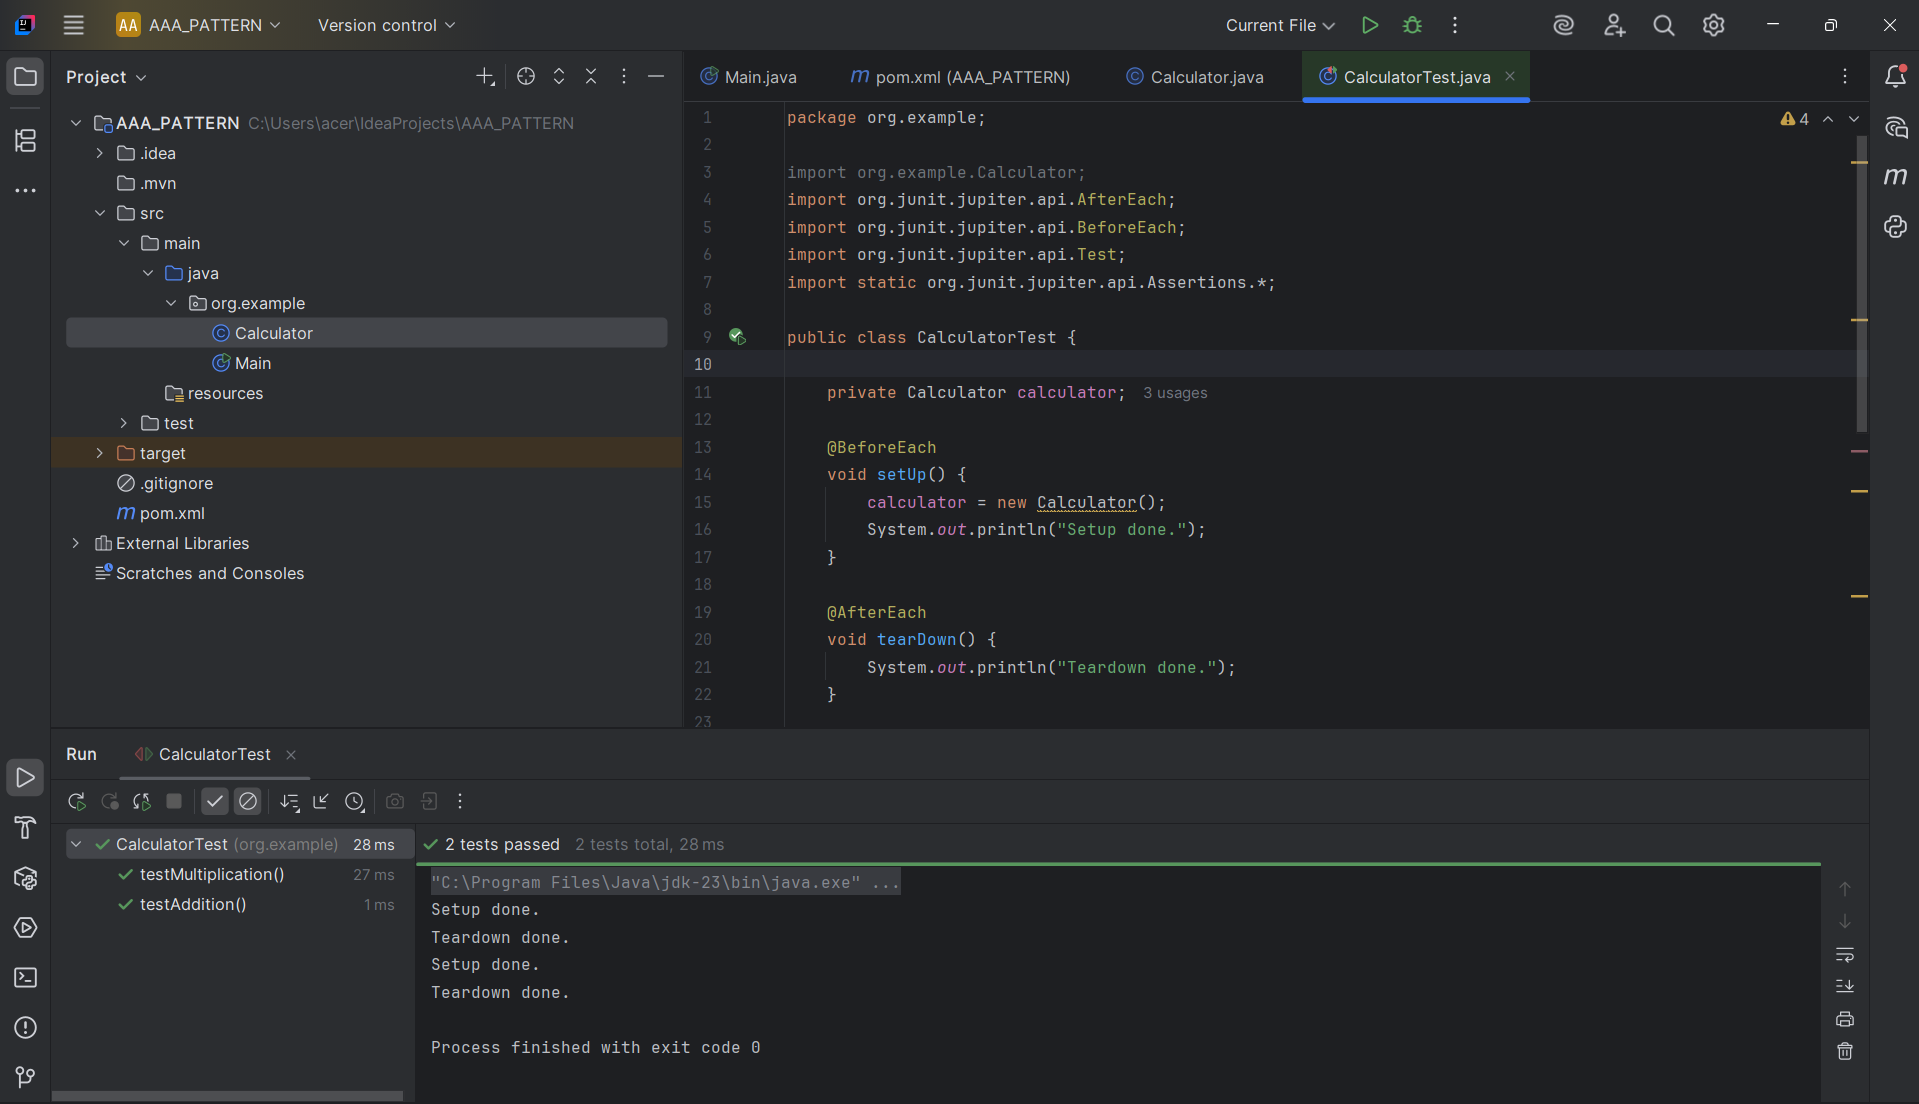 AA AAA_PATTERN Version control Current File
Project
AAA_PATTERN C:\Users\acer\IdeaProjects\AAA_PATTERN
.idea
.mvn
src
main
java
org.example
Calculator
Main
resources
test
target
.gitignore
pom.xml
External Libraries
Scratches and Consoles
Main.java pom.xml (AAA_PATTERN) Calculator.java CalculatorTest.java
4
1 package org.example;
2
3 import org.example.Calculator;
4 import org.junit.jupiter.api.AfterEach;
5 import org.junit.jupiter.api.BeforeEach;
6 import org.junit.jupiter.api.Test;
7 import static org.junit.jupiter.api.Assertions.*;
8
9 public class CalculatorTest {
10
11 private Calculator calculator; 3 usages
12
13 @BeforeEach
14 void setUp() {
15 calculator = new Calculator();
16 System.out.println("Setup done.");
17 }
18
19 @AfterEach
20 void tearDown() {
21 System.out.println("Teardown done.");
22 }
23
Run CalculatorTest
CalculatorTest (org.example) 28 ms
testMultiplication() 27 ms
testAddition() 1 ms
2 tests passed 2 tests total, 28 ms
"C:\Program Files\Java\jdk-23\bin\java.exe" ...
Setup done.
Teardown done.
Setup done.
Teardown done.
Process finished with exit code 0